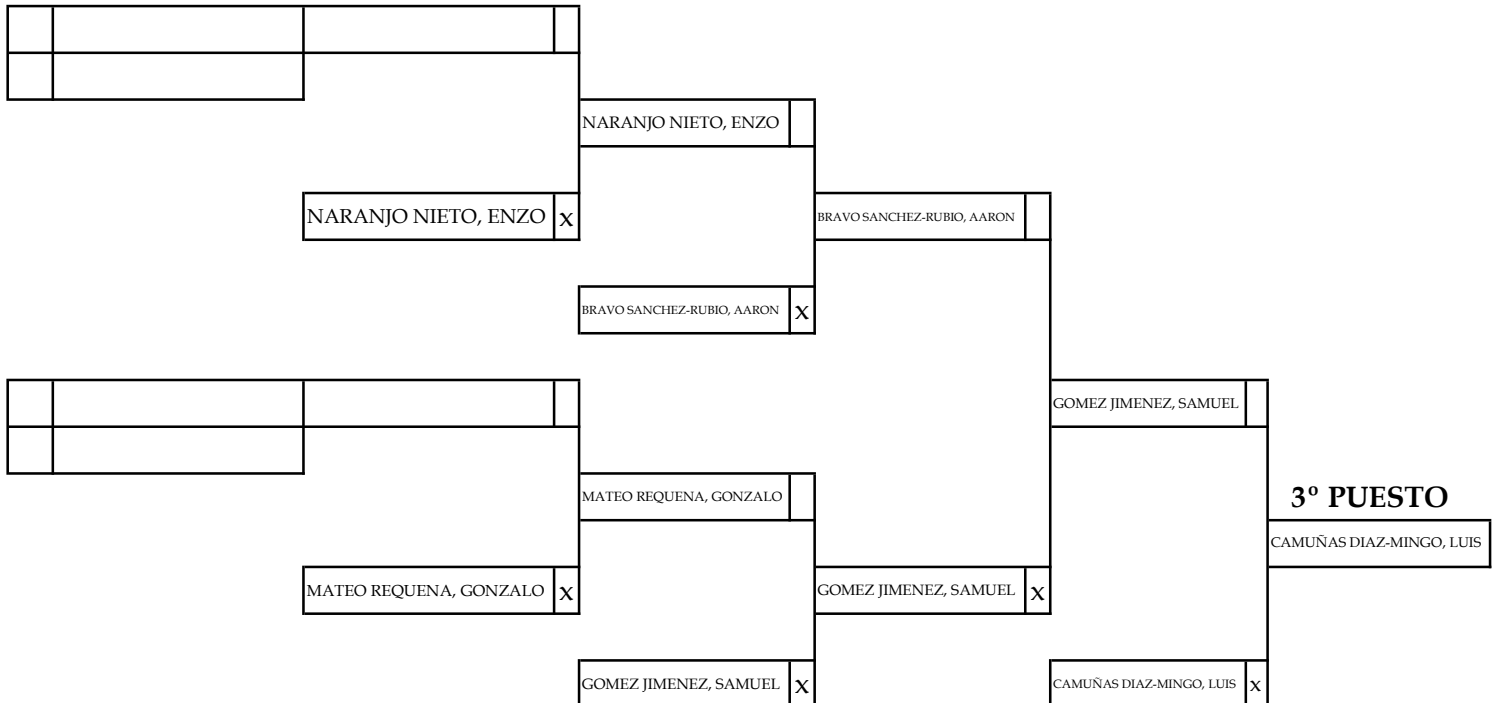 NARANJO NIETO, ENZO
NARANJO NIETO, ENZO x
BRAVO SANCHEZ-RUBIO, AARON
BRAVO SANCHEZ-RUBIO, AARON x
GOMEZ JIMENEZ, SAMUEL
MATEO REQUENA, GONZALO
3º PUESTO
CAMUÑAS DIAZ-MINGO, LUIS
MATEO REQUENA, GONZALO x
GOMEZ JIMENEZ, SAMUEL x
GOMEZ JIMENEZ, SAMUEL x
CAMUÑAS DIAZ-MINGO, LUIS x